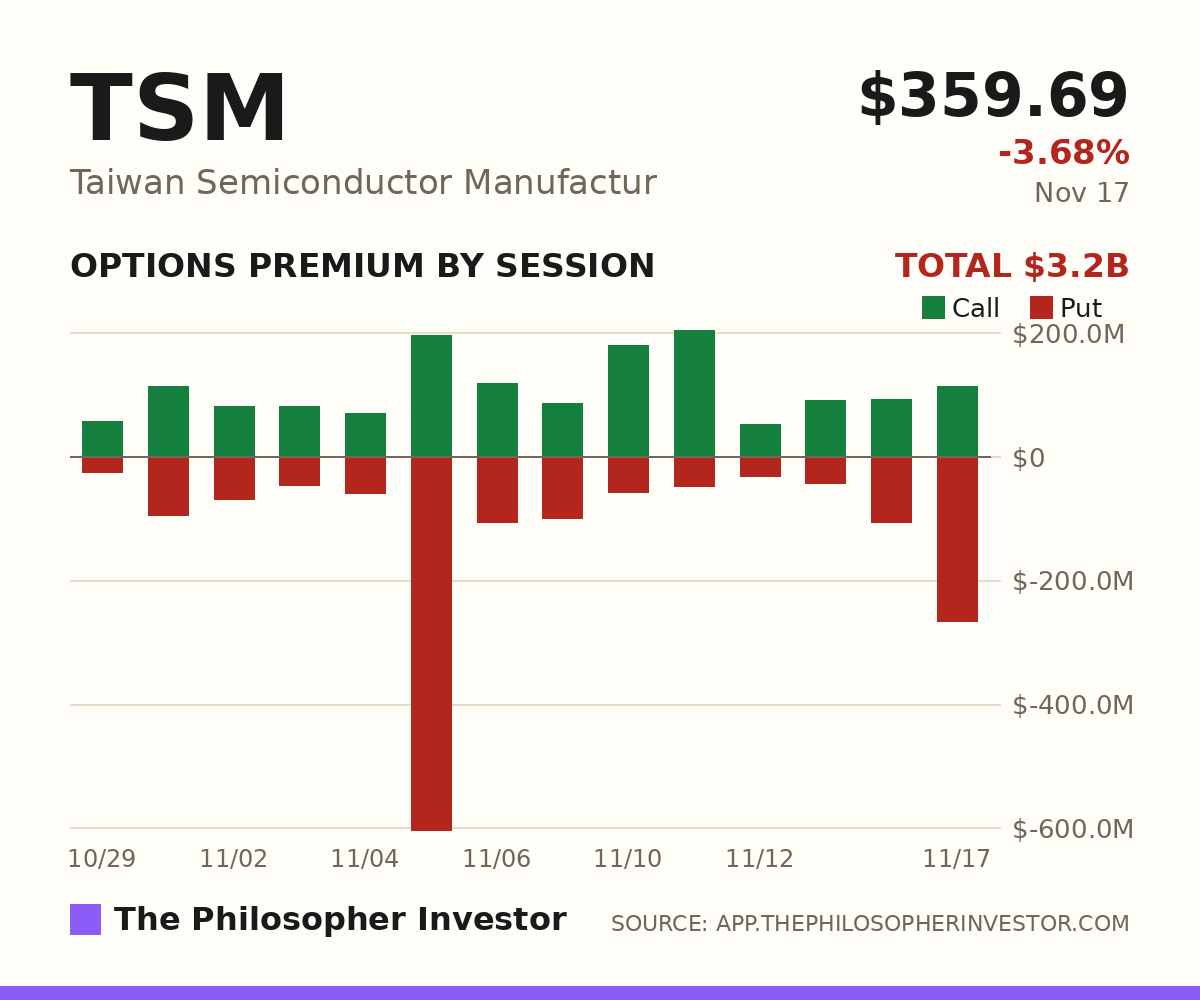 TSM
$359.69
-3.68%
Taiwan Semiconductor Manufactur
Nov 17
OPTIONS PREMIUM BY SESSION
TOTAL $3.2B
Call
Put
$200.0M
$0
$-200.0M
$-400.0M
$-600.0M
10/29 11/02 11/04 11/06 11/10 11/12 11/17
The Philosopher Investor
SOURCE: APP.THEPHILOSOPHERINVESTOR.COM